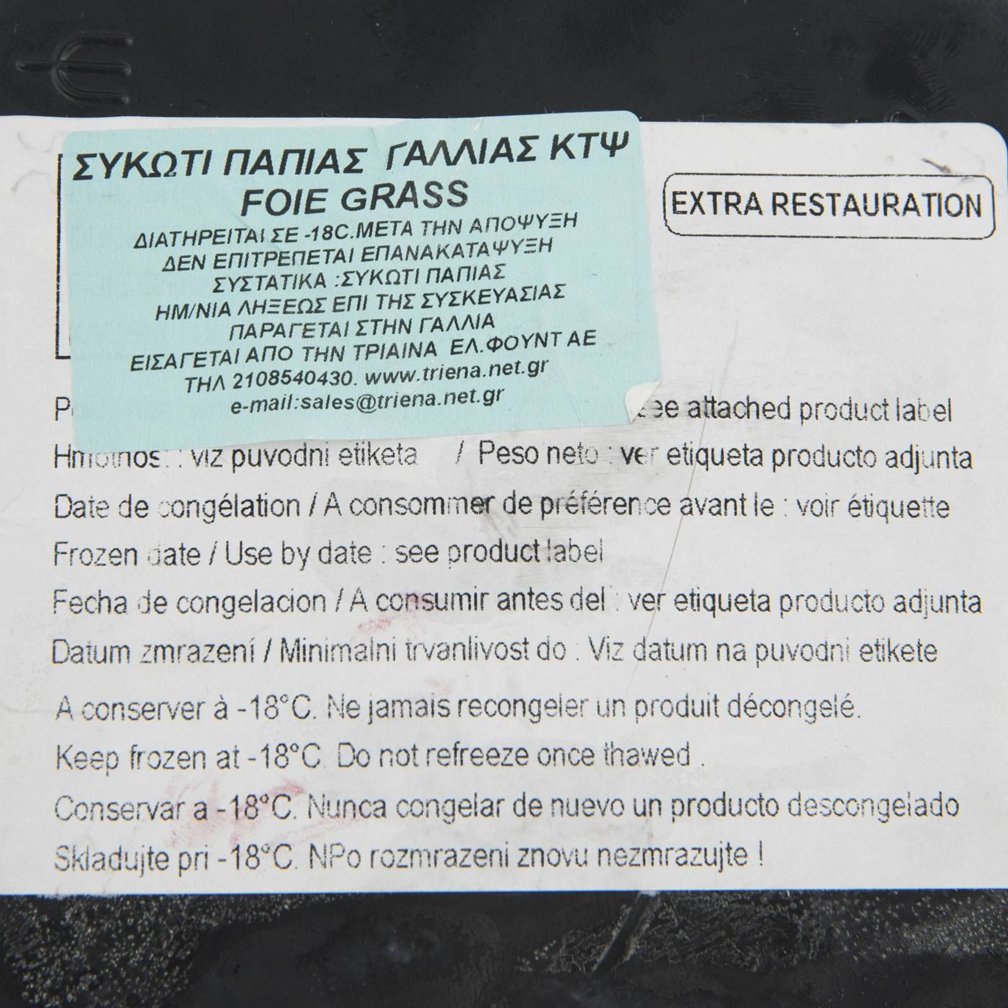 ΣΥΚΩΤΙ ΠΑΠΙΑΣ ΓΑΛΛΙΑΣ ΚΤΨ
FOIE GRASS
ΔΙΑΤΗΡΕΙΤΑΙ ΣΕ -18C.ΜΕΤΑ ΤΗΝ ΑΠΟΨΥΞΗ
ΔΕΝ ΕΠΙΤΡΕΠΕΤΑΙ ΕΠΑΝΑΚΑΤΑΨΥΞΗ
ΣΥΣΤΑΤΙΚΑ :ΣΥΚΩΤΙ ΠΑΠΙΑΣ
ΗΜ/ΝΙΑ ΛΗΞΕΩΣ ΕΠΙ ΤΗΣ ΣΥΣΚΕΥΑΣΙΑΣ
ΠΑΡΑΓΕΤΑΙ ΣΤΗΝ ΓΑΛΛΙΑ
ΕΙΣΑΓΕΤΑΙ ΑΠΟ ΤΗΝ ΤΡΙΑΙΝΑ ΕΛ.ΦΟΥΝΤ ΑΕ
ΤΗΛ 2108540430. www.triena.net.gr
e-mail:sales@triena.net.gr
EXTRA RESTAURATION
see attached product label
Hmotnost : viz puvodni etiketa / Peso neto : ver etiqueta producto adjunta
Date de congélation / A consommer de préférence avant le : voir étiquette
Frozen date / Use by date : see product label
Fecha de congelacion / A consumir antes del : ver etiqueta producto adjunta
Datum zmrazení / Minimalni trvanlivost do : Viz datum na puvodni etikete
A conserver à -18°C. Ne jamais recongeler un produit décongelé.
Keep frozen at -18°C. Do not refreeze once thawed .
Conservar a -18°C. Nunca congelar de nuevo un producto descongelado
Skladujte pri -18°C. NPo rozmrazeni znovu nezmrazujte !